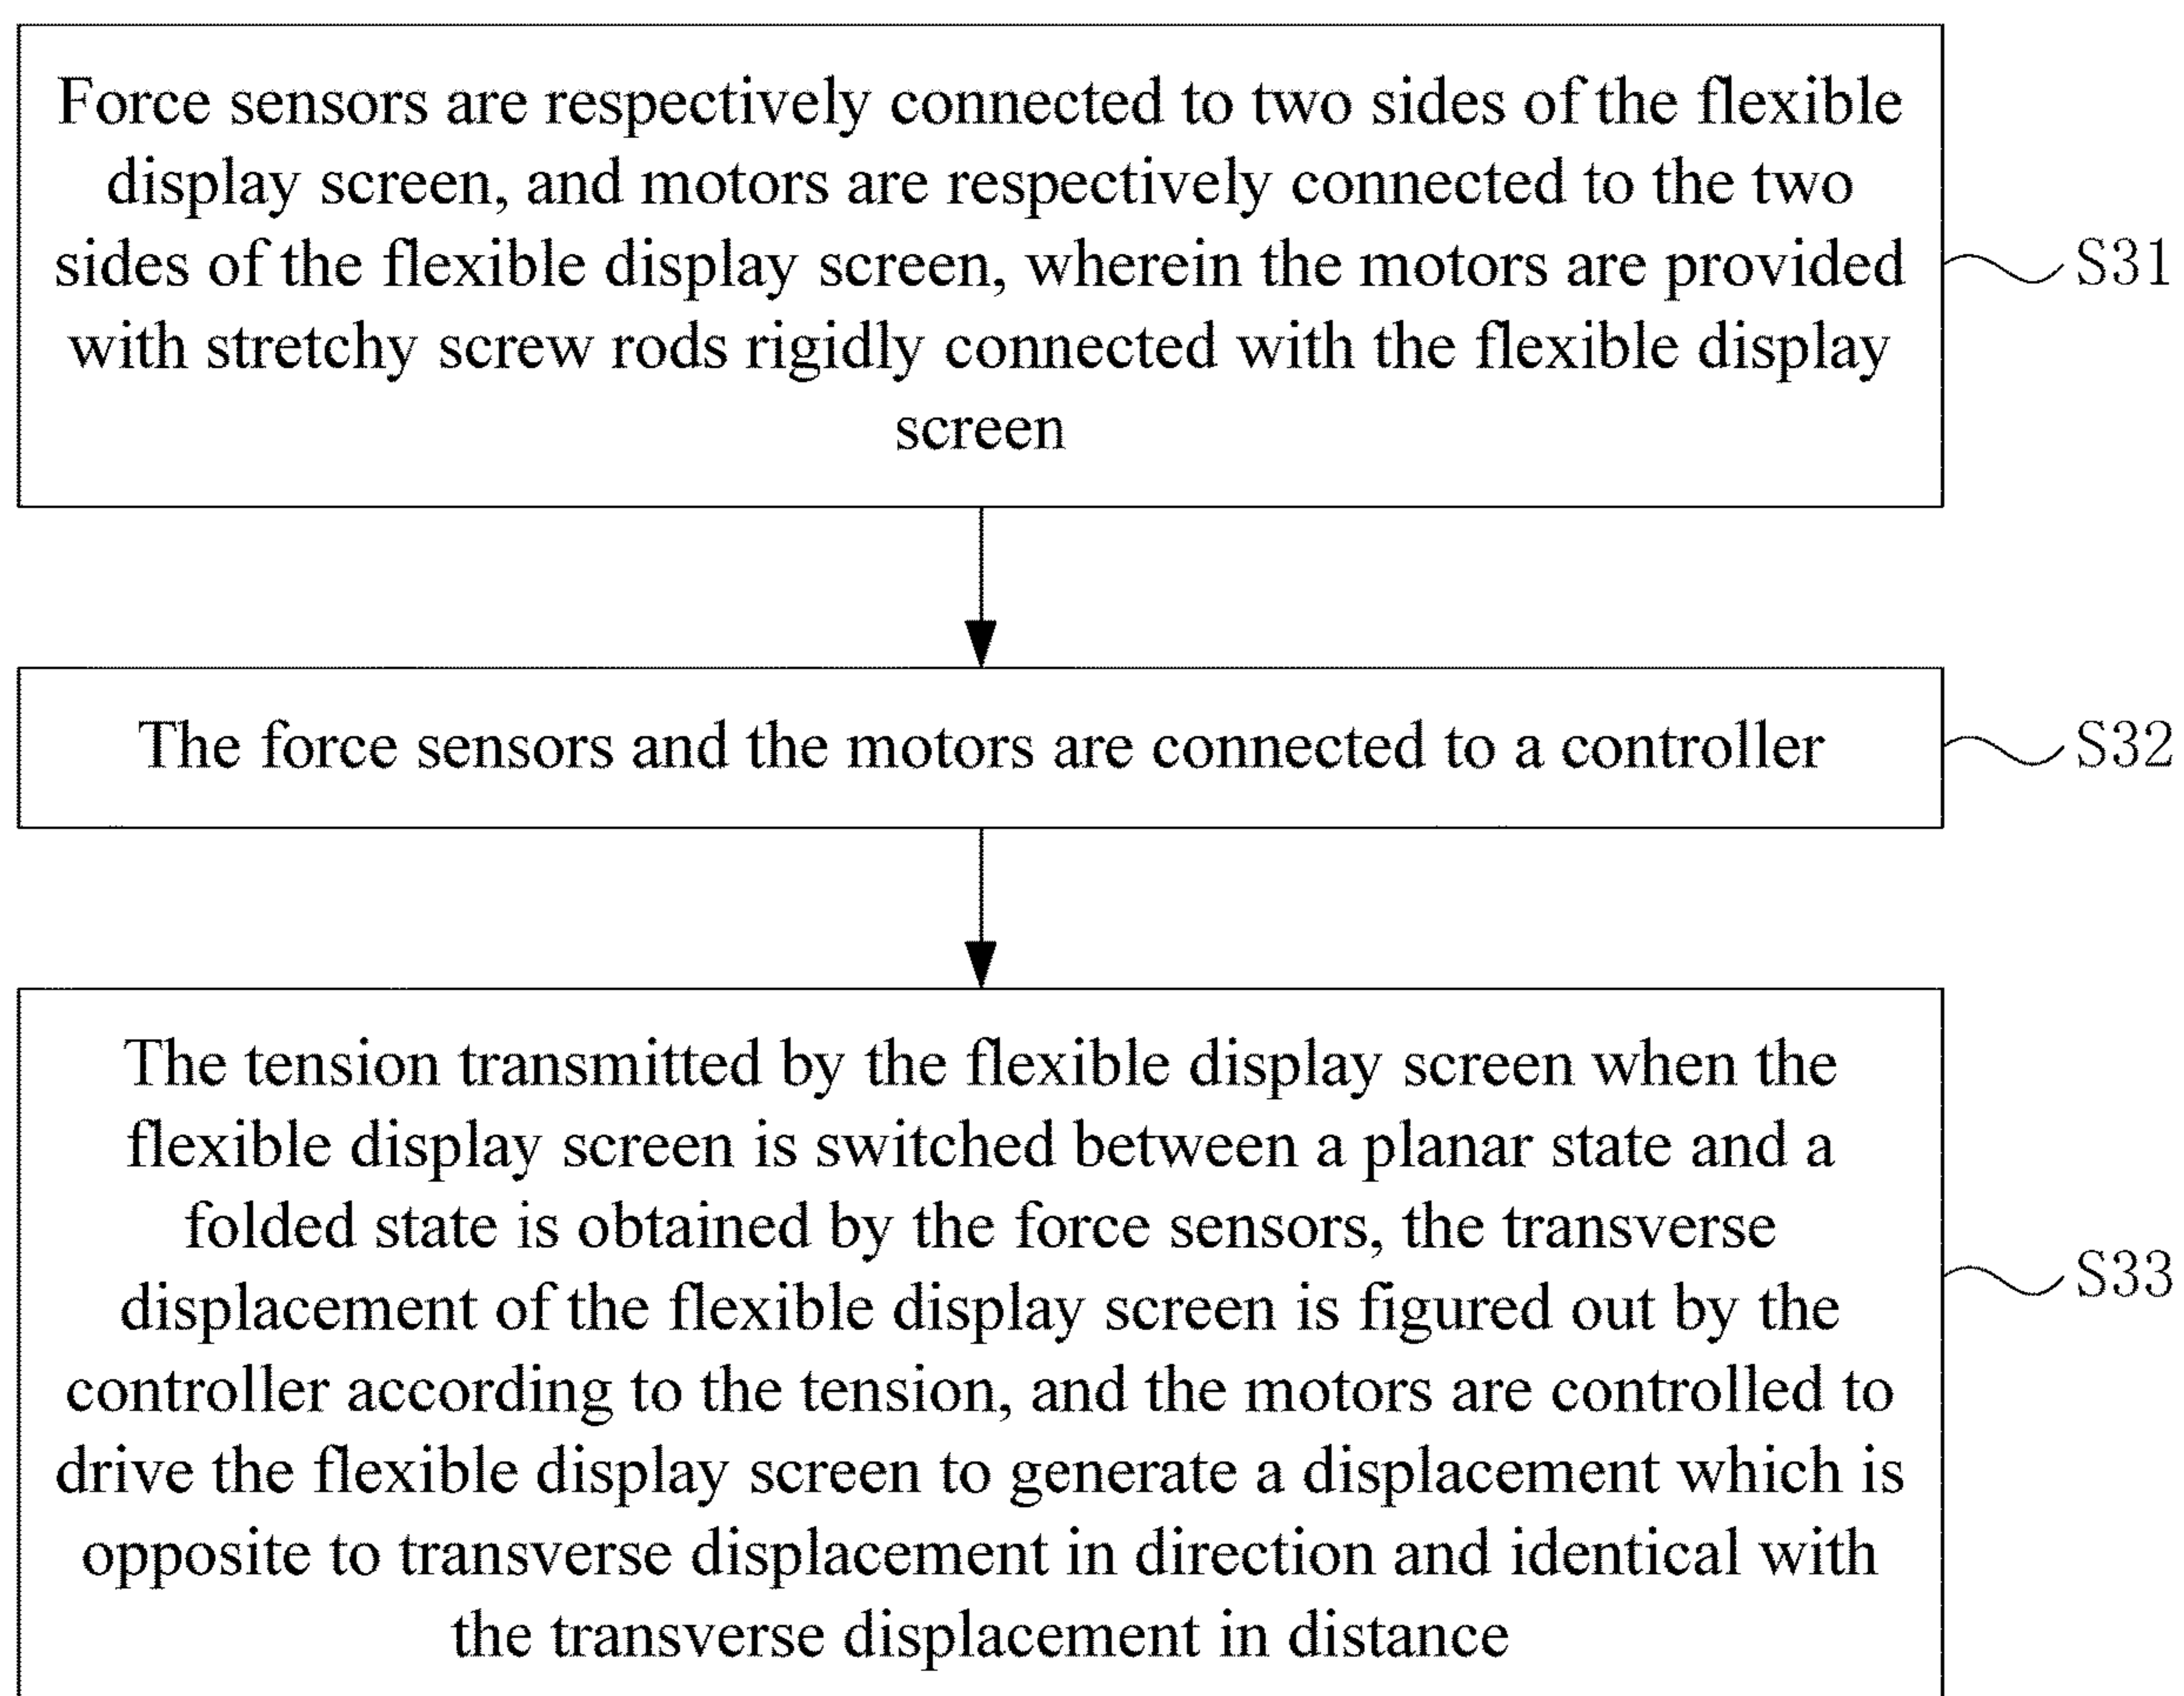 Force sensors are respectively connected to two sides of the flexible
display screen, and motors are respectively connected to the two
sides of the flexible display screen, wherein the motors are provided
with stretchy screw rods rigidly connected with the flexible display
screen
S31
The force sensors and the motors are connected to a controller
S32
The tension transmitted by the flexible display screen when the
flexible display screen is switched between a planar state and a
folded state is obtained by the force sensors, the transverse
displacement of the flexible display screen is figured out by the
controller according to the tension, and the motors are controlled to
drive the flexible display screen to generate a displacement which is
opposite to transverse displacement in direction and identical with
the transverse displacement in distance
S33